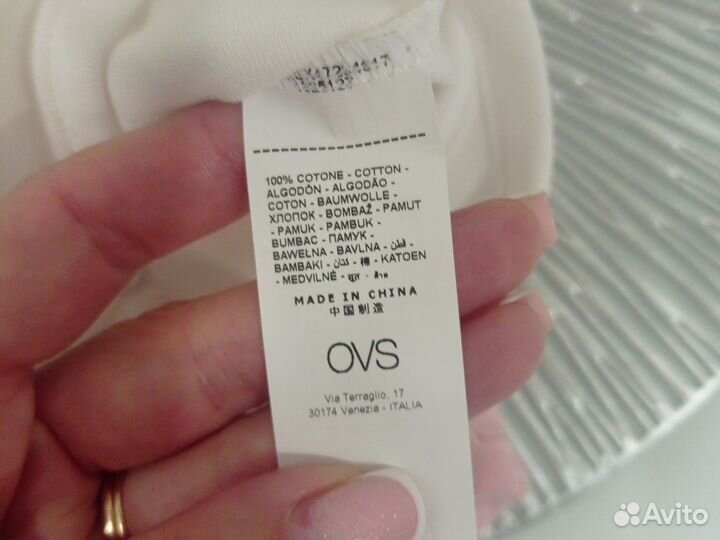 100% COTONE - COTTON -
ALGODÓN - ALGODÃO -
COTON - BAUMWOLLE -
ХЛОПОК - BOMBAŽ - PAMUT
- PAMUK - PAMBUK -
BUMBAC - ПАМУК -
BAWEŁNA - BAVLNA - قطن -
BAMBAKI - كتان - 棉 - KATOEN
- MEDVILNĖ - सूत - ฝ้าย
MADE IN CHINA
中国制造
OVS
Via Terraglio, 17
30174 Venezia - ITALIA
Avito